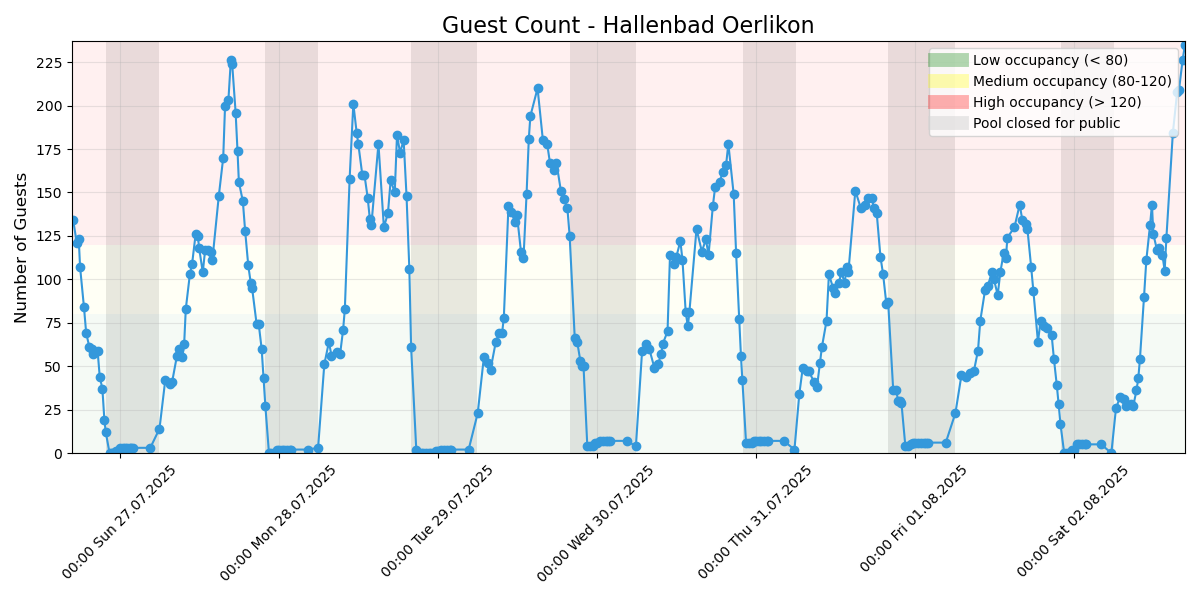 Guest Count - Hallenbad Oerlikon
Number of Guests
225
200
175
150
125
100
75
50
25
0
Low occupancy (< 80)
Medium occupancy (80-120)
High occupancy (> 120)
Pool closed for public
00:00 Sun 27.07.2025
00:00 Mon 28.07.2025
00:00 Tue 29.07.2025
00:00 Wed 30.07.2025
00:00 Thu 31.07.2025
00:00 Fri 01.08.2025
00:00 Sat 02.08.2025